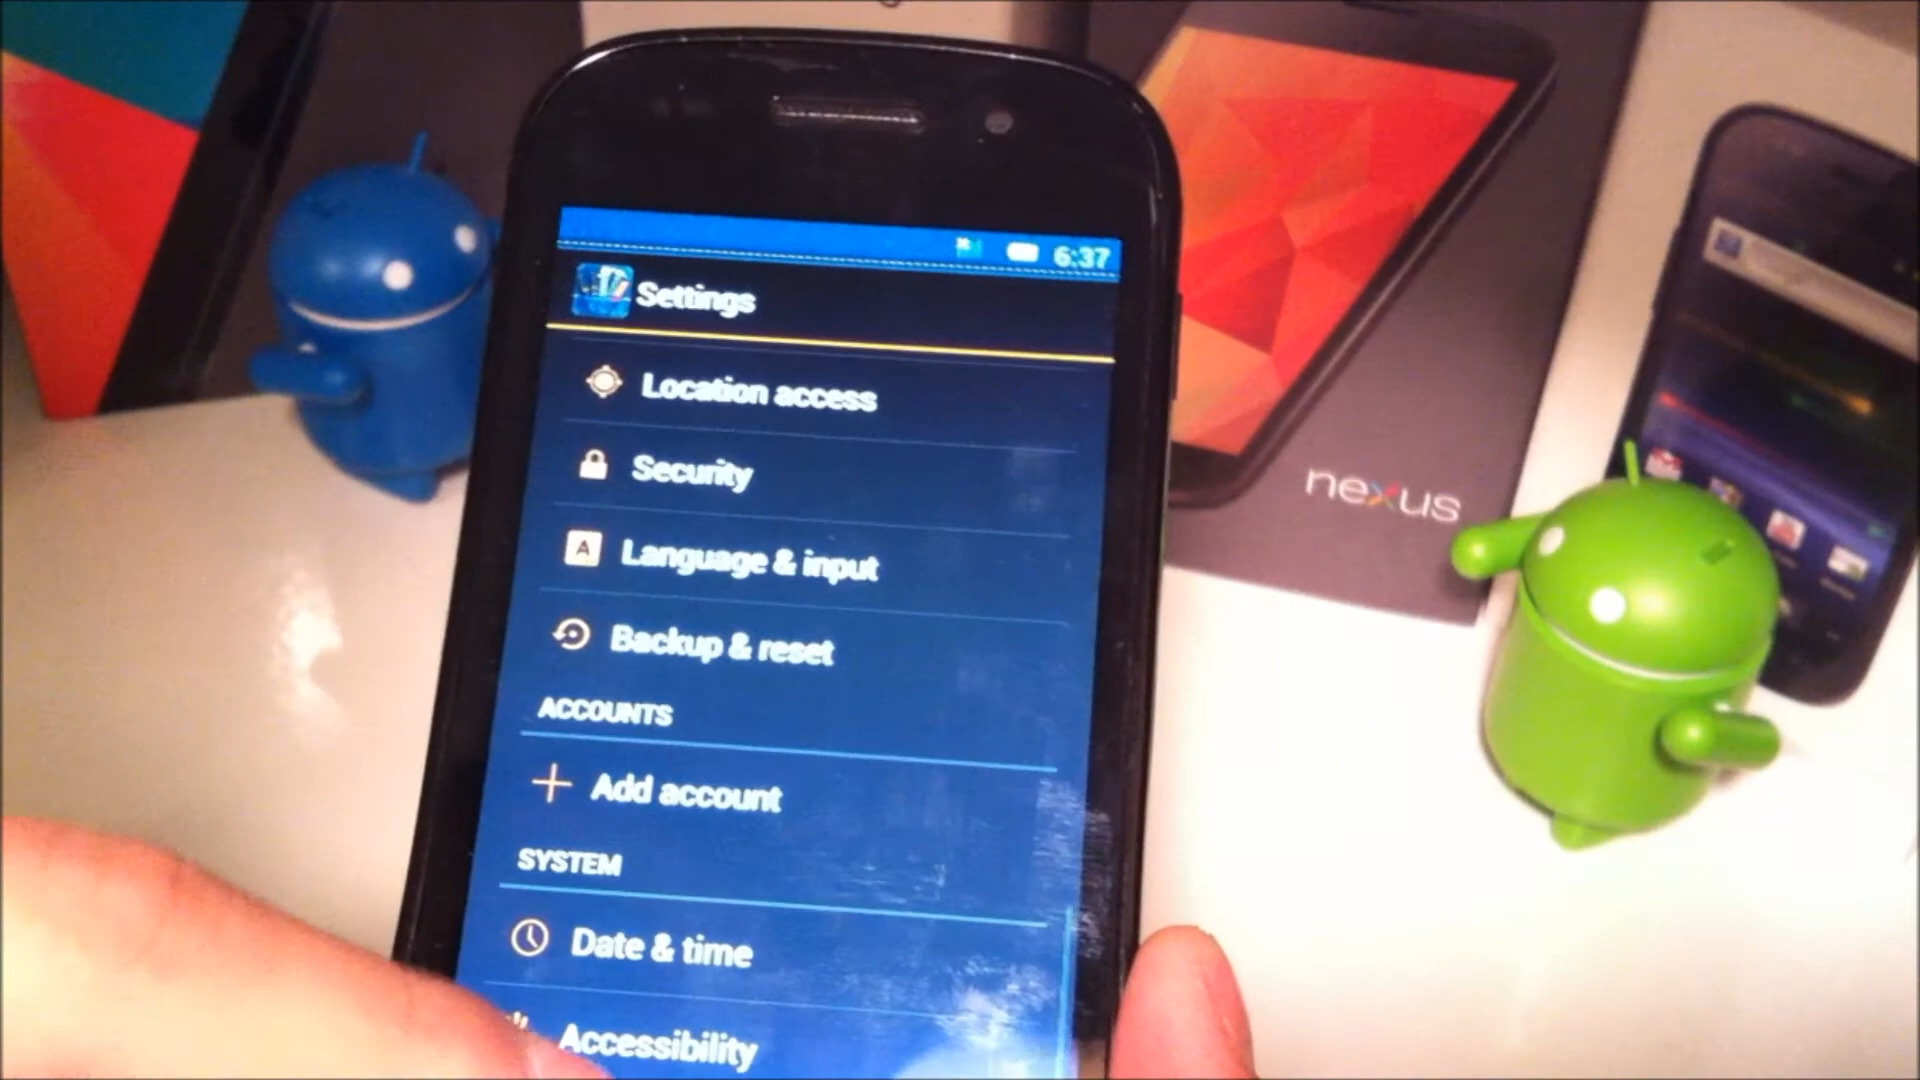 6:37
Settings
Location access
Security
Language & input
Backup & reset
ACCOUNTS
Add account
SYSTEM
Date & time
Accessibility
nexus